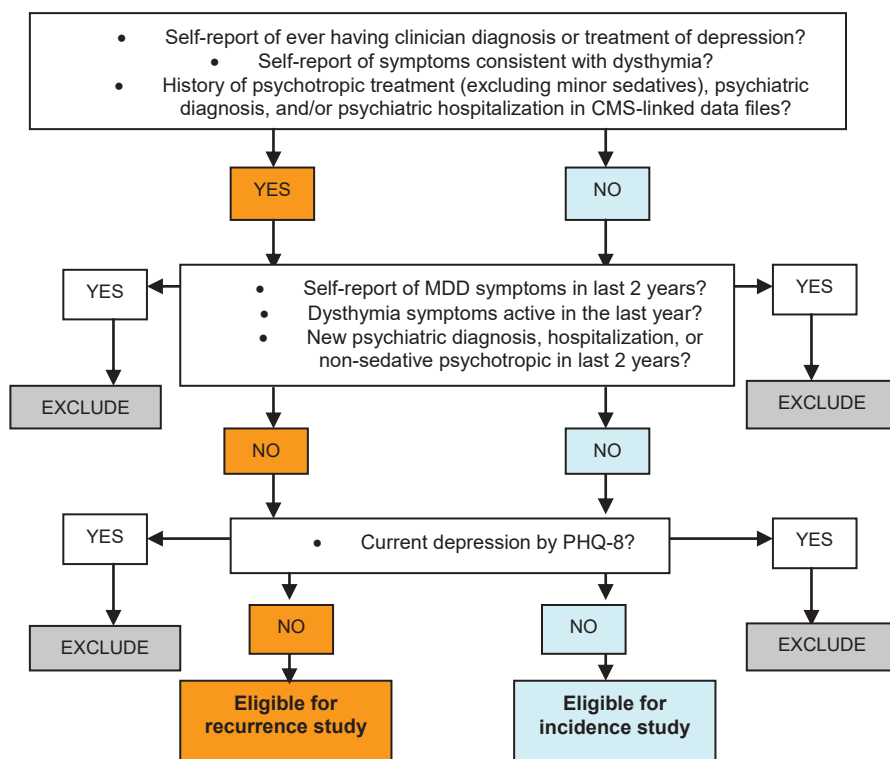 • Self-report of ever having clinician diagnosis or treatment of depression?
• Self-report of symptoms consistent with dysthymia?
• History of psychotropic treatment (excluding minor sedatives), psychiatric
diagnosis, and/or psychiatric hospitalization in CMS-linked data files?
YES
NO
YES
• Self-report of MDD symptoms in last 2 years?
• Dysthymia symptoms active in the last year?
• New psychiatric diagnosis, hospitalization, or
non-sedative psychotropic in last 2 years?
YES
EXCLUDE
EXCLUDE
NO
NO
YES
• Current depression by PHQ-8?
YES
EXCLUDE
NO
NO
EXCLUDE
Eligible for
recurrence study
Eligible for
incidence study